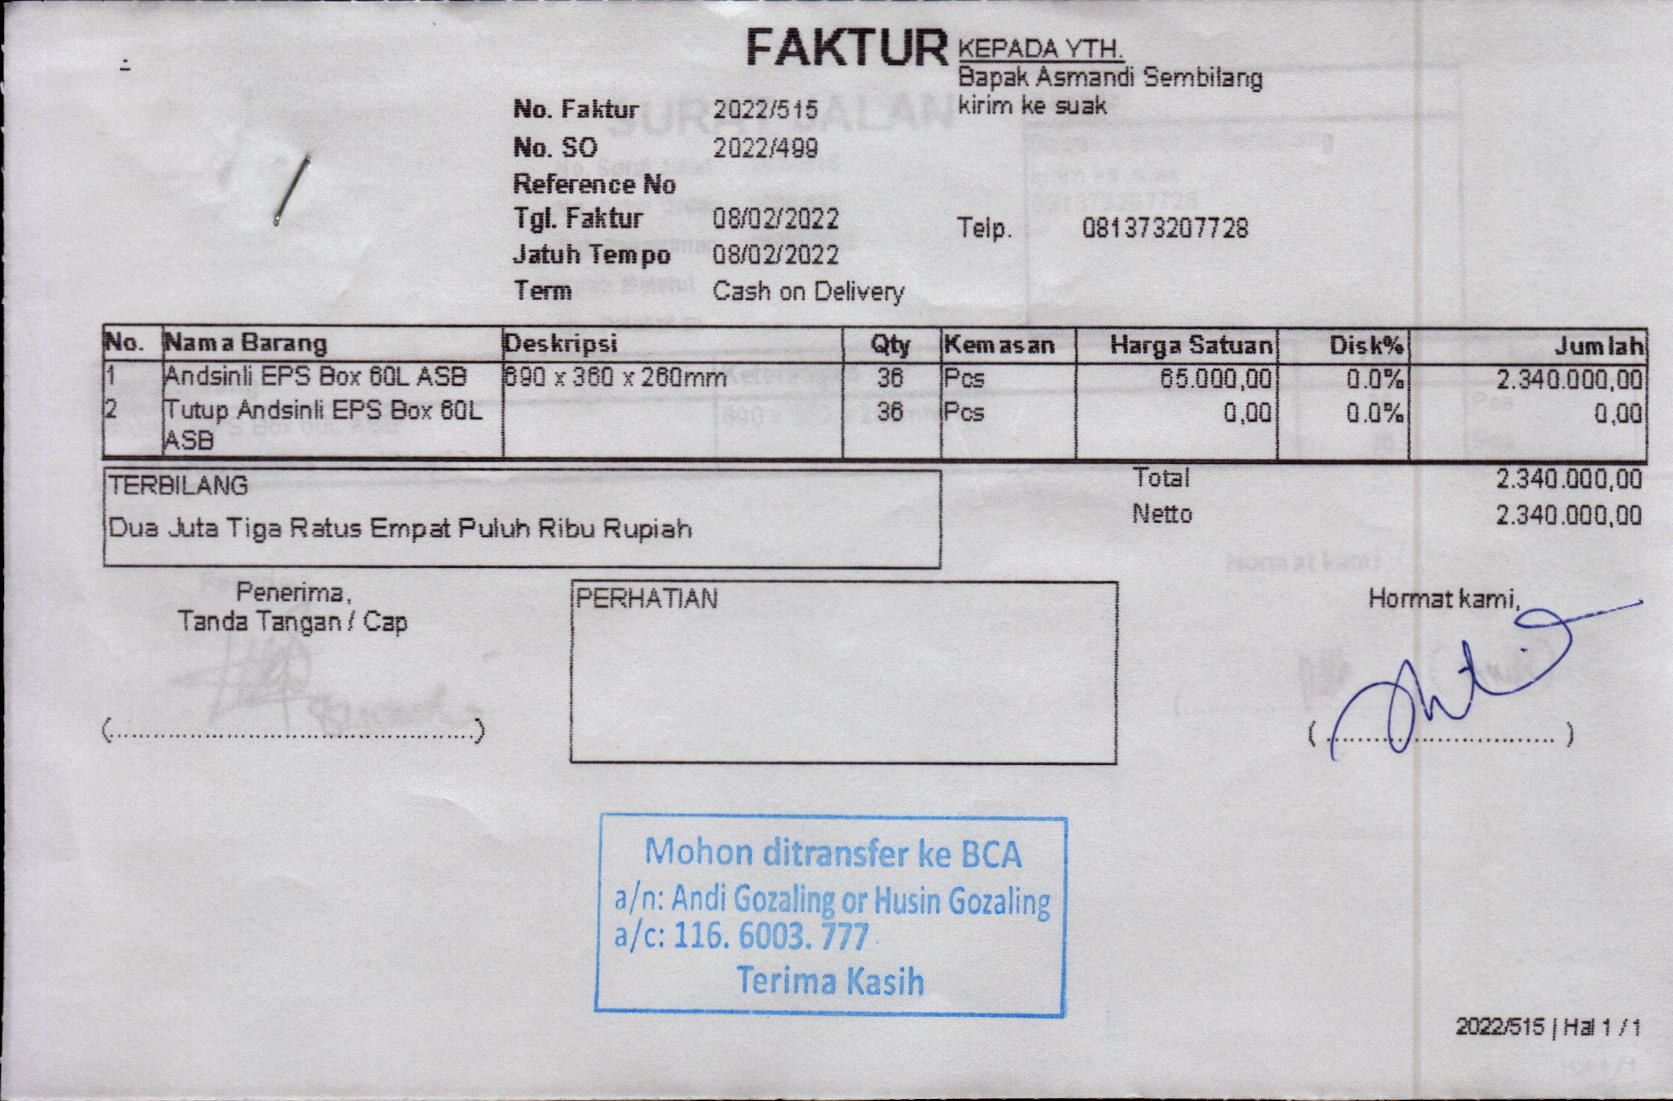 FAKTUR
KEPADA YTH.
Bapak Asmandi Sembilang
kirim ke suak
No. Faktur 2022/515
No. SO 2022/499
Reference No
Tgl. Faktur 08/02/2022
Telp. 081373207728
Jatuh Tempo 08/02/2022
Term Cash on Delivery
No. Nama Barang Deskripsi Qty Kemasan Harga Satuan Disk% Jumlah
1 Andsinli EPS Box 60L ASB 690 x 360 x 260mm 36 Pcs 65.000,00 0.0% 2.340.000,00
2 Tutup Andsinli EPS Box 60L 36 Pcs 0,00 0.0% 0,00
ASB
TERBILANG
Dua Juta Tiga Ratus Empat Puluh Ribu Rupiah
Total 2.340.000,00
Netto 2.340.000,00
Penerima,
Tanda Tangan / Cap
PERHATIAN
Hormat kami,
Mohon ditransfer ke BCA
a/n: Andi Gozaling or Husin Gozaling
a/c: 116. 6003. 777
Terima Kasih
2022/515 | Hal 1 / 1